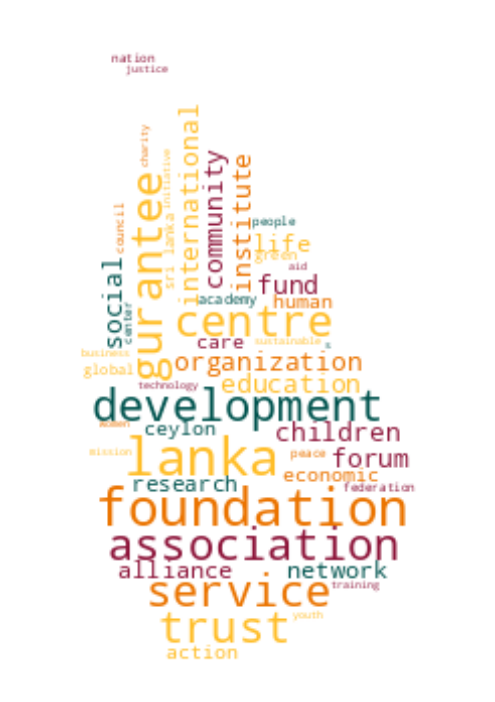 nation
justice
charity
initiative
international
community
institute
gurantee
sri lanka
council
people
life
green
aid
social
center
fund
academy
human
centre
care
sustainable
s
business
organization
global
education
technology
development
women
ceylon
children
lanka
mission
peace
forum
economic
research
federation
foundation
association
alliance
network
training
service
trust
youth
action